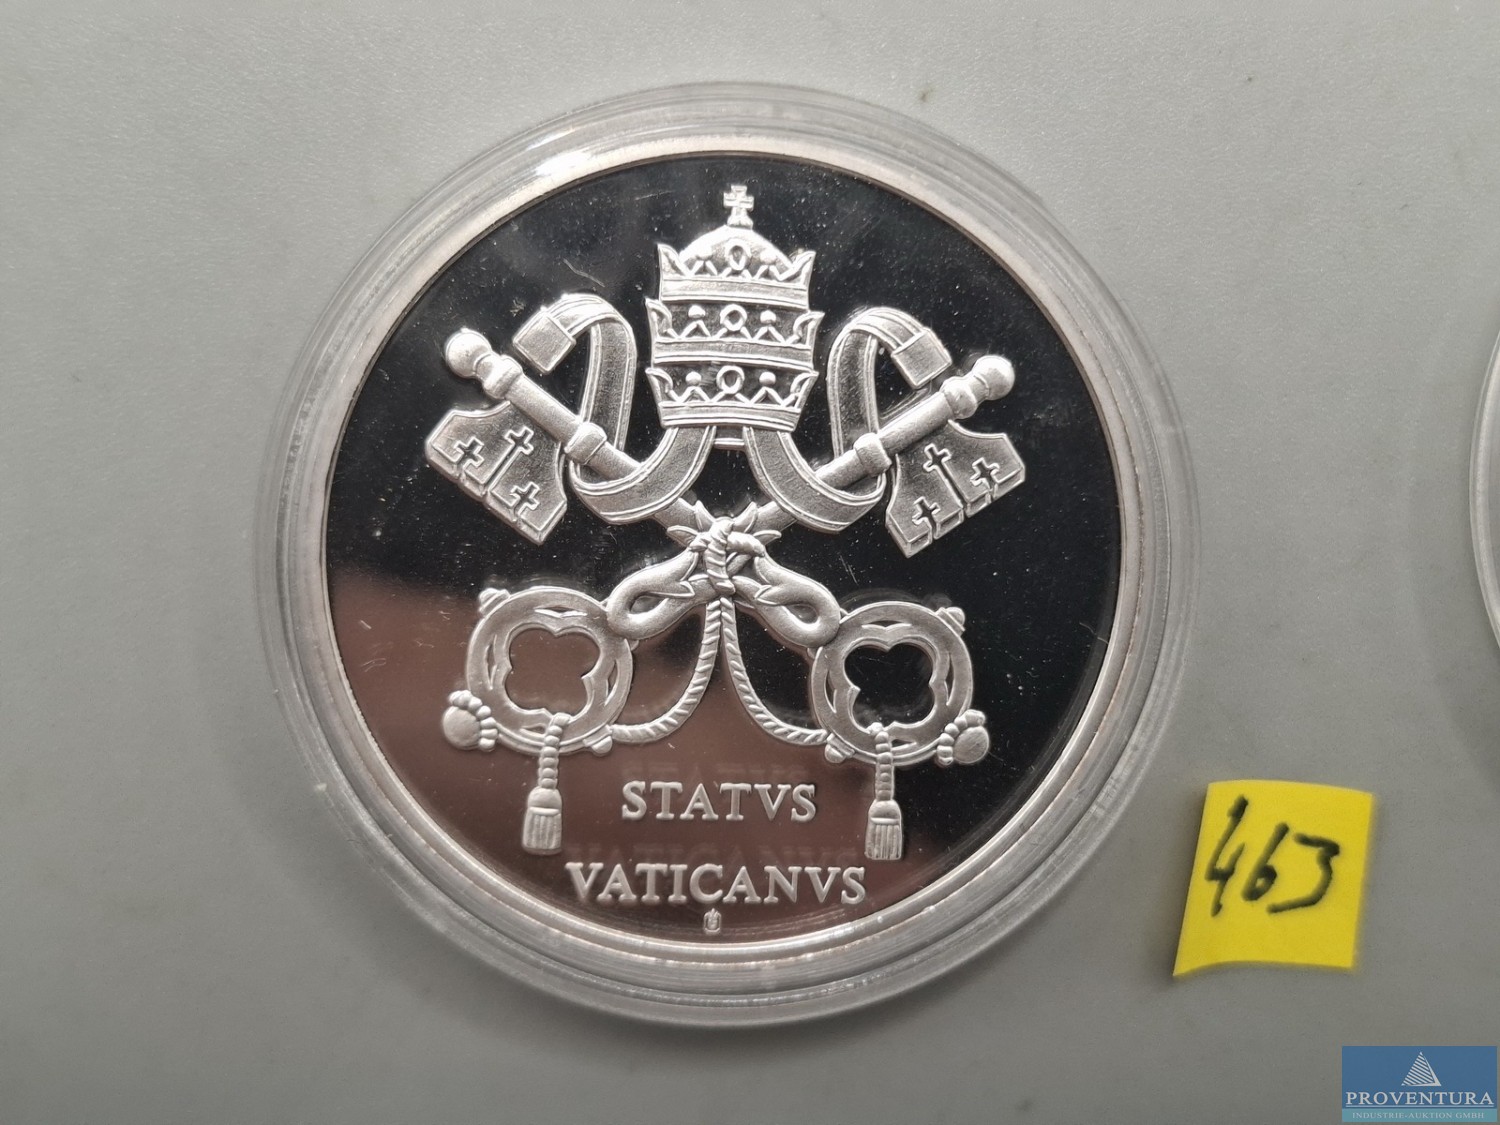 STATVS
VATICANVS
463
PROVENTURA
INDUSTRIE-AUKTION GMBH